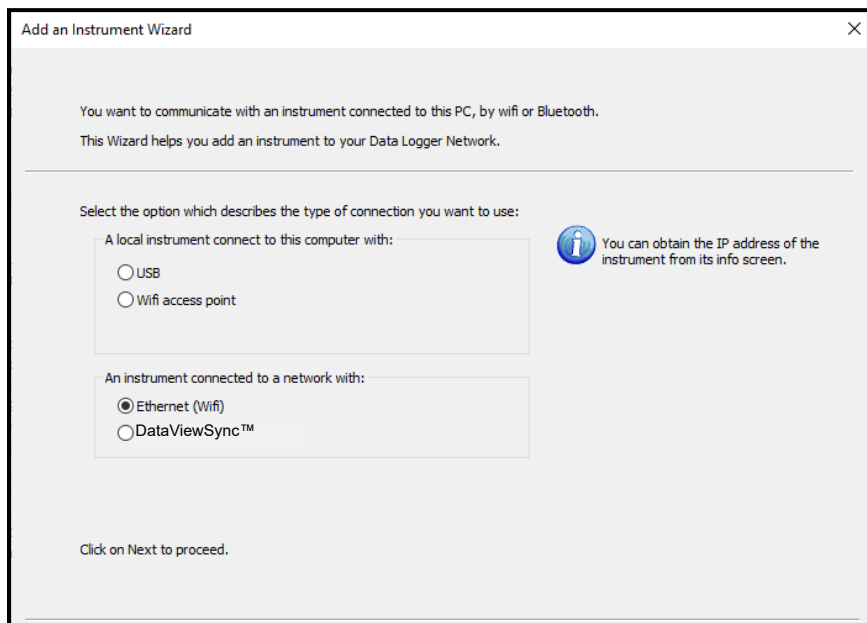 Add an Instrument Wizard
You want to communicate with an instrument connected to this PC, by wifi or Bluetooth.
This Wizard helps you add an instrument to your Data Logger Network.
Select the option which describes the type of connection you want to use:
A local instrument connect to this computer with:
USB
Wifi access point
You can obtain the IP address of the
instrument from its info screen.
An instrument connected to a network with:
Ethernet (Wifi)
DataViewSync™
Click on Next to proceed.